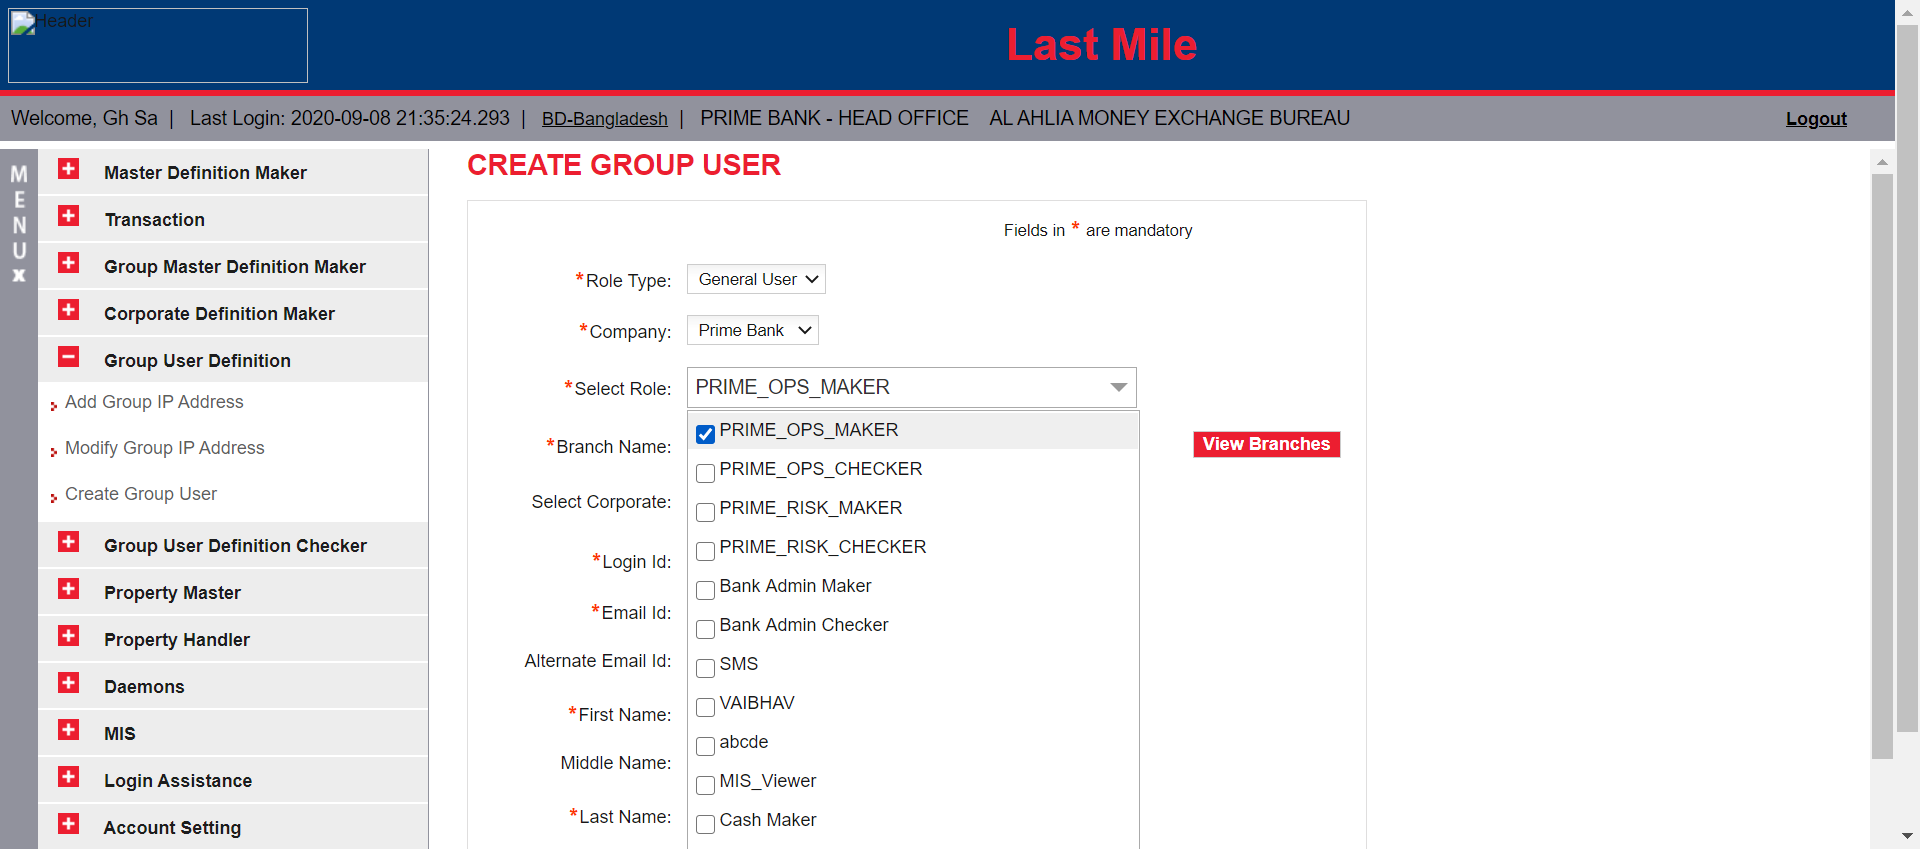 Header
Last Mile
Welcome, Gh Sa | Last Login: 2020-09-08 21:35:24.293 | BD-Bangladesh | PRIME BANK - HEAD OFFICE AL AHLIA MONEY EXCHANGE BUREAU Logout
MENU x
Master Definition Maker
Transaction
Group Master Definition Maker
Corporate Definition Maker
Group User Definition
Add Group IP Address
Modify Group IP Address
Create Group User
Group User Definition Checker
Property Master
Property Handler
Daemons
MIS
Login Assistance
Account Setting
CREATE GROUP USER
Fields in * are mandatory
*Role Type: General User
*Company: Prime Bank
*Select Role: PRIME_OPS_MAKER
PRIME_OPS_MAKER
PRIME_OPS_CHECKER
PRIME_RISK_MAKER
PRIME_RISK_CHECKER
Bank Admin Maker
Bank Admin Checker
SMS
VAIBHAV
abcde
MIS_Viewer
Cash Maker
*Branch Name: View Branches
Select Corporate:
*Login Id:
*Email Id:
Alternate Email Id:
*First Name:
Middle Name:
*Last Name: